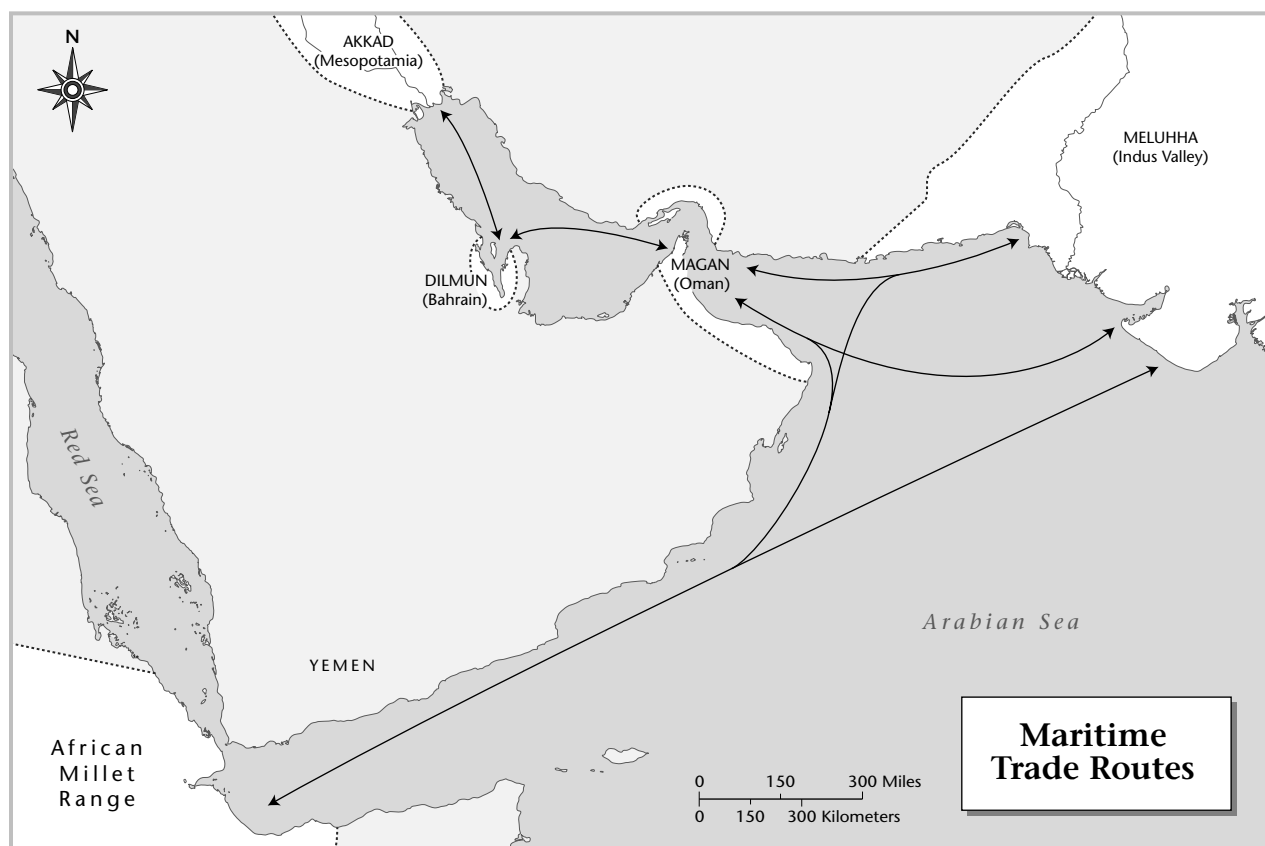 N
AKKAD
(Mesopotamia)
MELUHHA
(Indus Valley)
DILMUN
(Bahrain)
MAGAN
(Oman)
Red Sea
Arabian Sea
YEMEN
African
Millet
Range
Maritime
Trade Routes
0 150 300 Miles
0 150 300 Kilometers